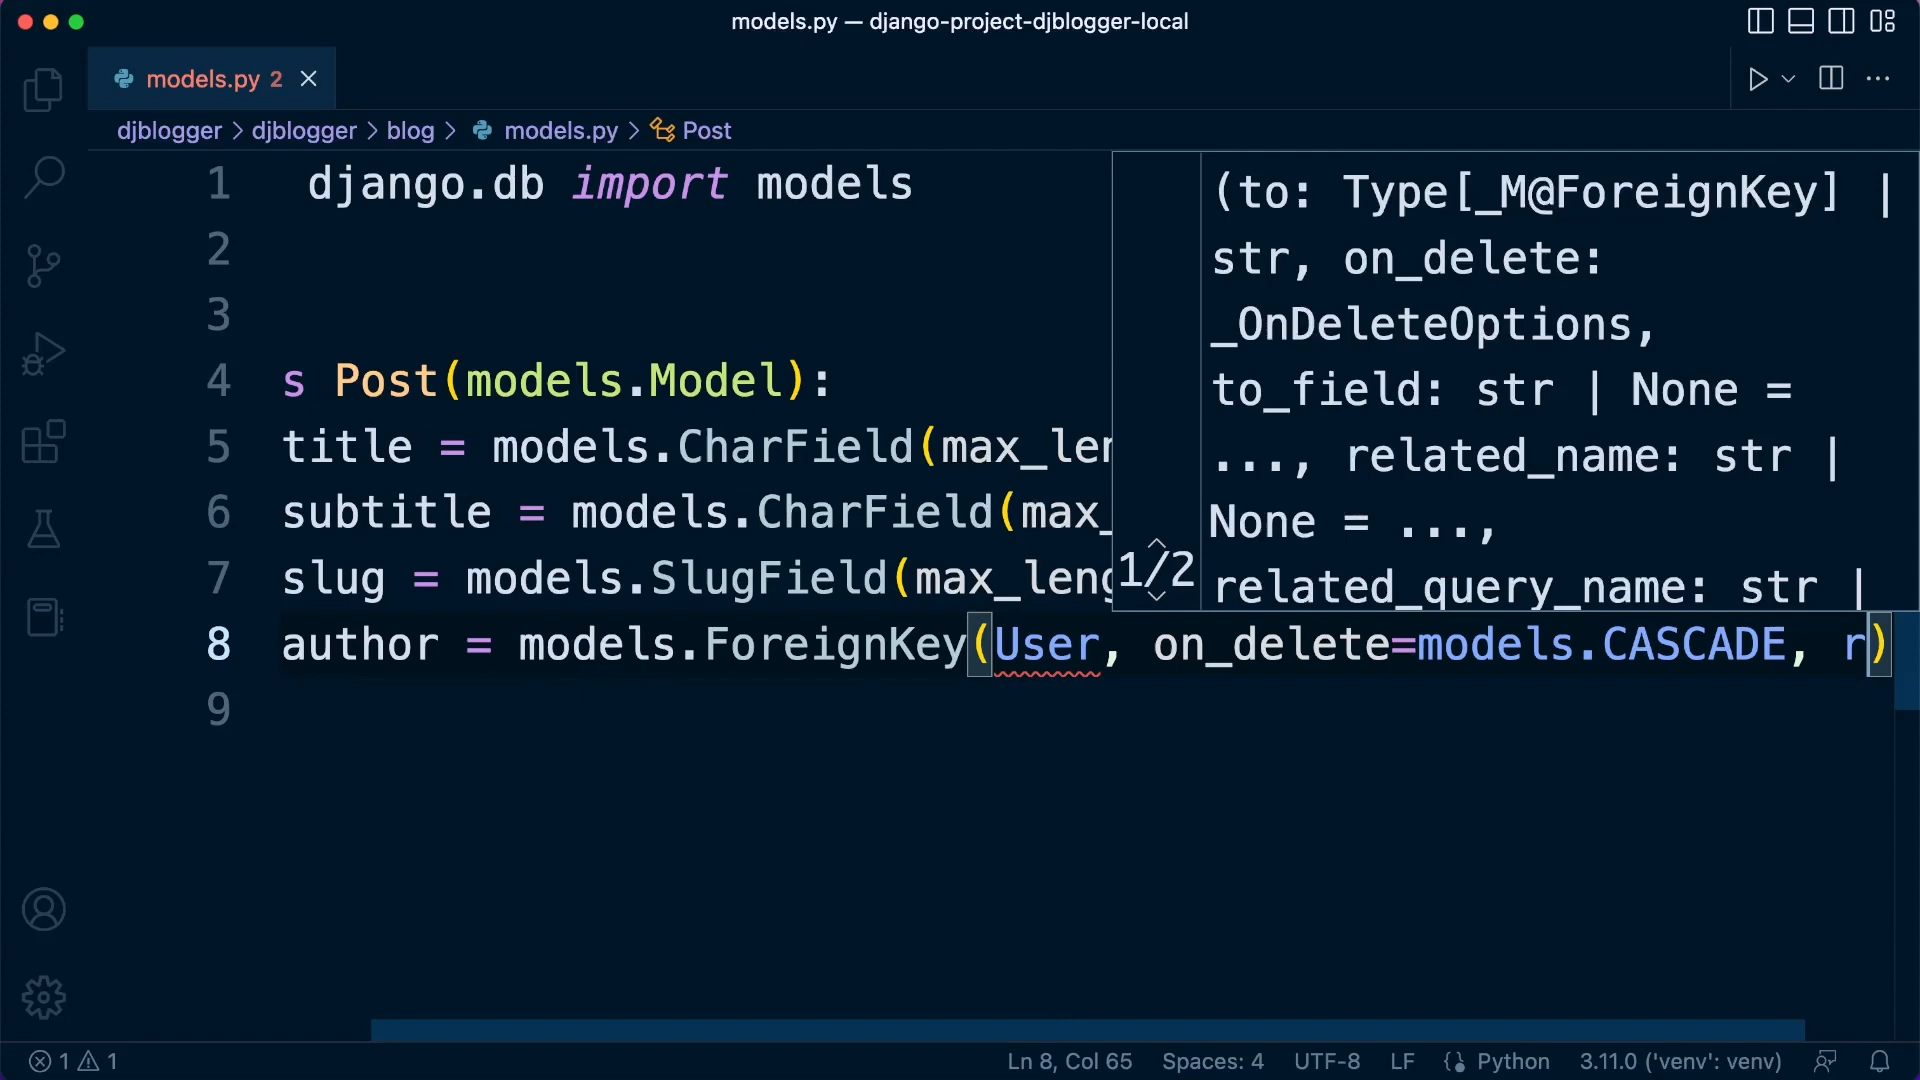 models.py — django-project-djblogger-local
models.py 2
djblogger > djblogger > blog > models.py > Post
1 django.db import models
2
3
4 s Post(models.Model):
5 title = models.CharField(max_len
6 subtitle = models.CharField(max_
7 slug = models.SlugField(max_leng
8 author = models.ForeignKey(User, on_delete=models.CASCADE, r)
9
(to: Type[_M@ForeignKey] |
str, on_delete:
_OnDeleteOptions,
to_field: str | None =
..., related_name: str |
None = ...,
related_query_name: str |
1/2
1 1
Ln 8, Col 65 Spaces: 4 UTF-8 LF Python 3.11.0 ('venv': venv)